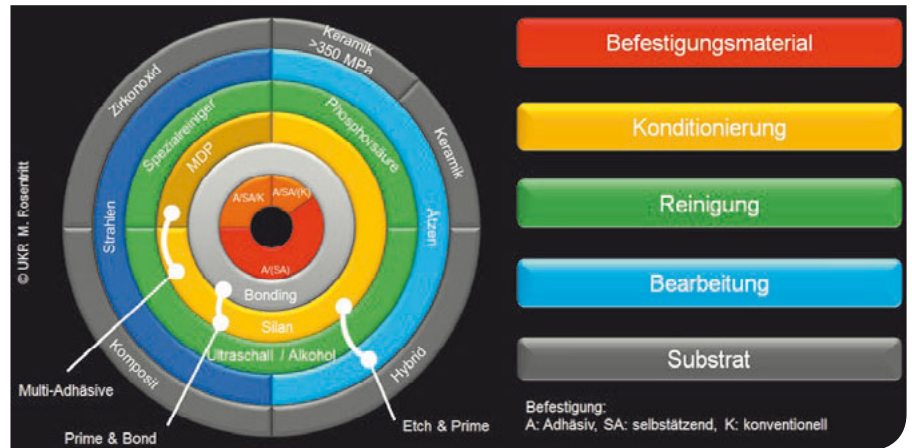 © UKR M. Rosentritt
Zirkonoxid
Keramik
>350 MPa
Keramik
Hybrid
Komposit
Strahlen
Ätzen
Spezialreiniger
Phosphorsäure
Ultraschall / Alkohol
MDP
Silan
Bonding
A/SA/K
A/SA/(K)
A/(SA)
Multi-Adhäsive
Prime & Bond
Etch & Prime
Befestigungsmaterial
Konditionierung
Reinigung
Bearbeitung
Substrat
Befestigung:
A: Adhäsiv, SA: selbstätzend, K: konventionell